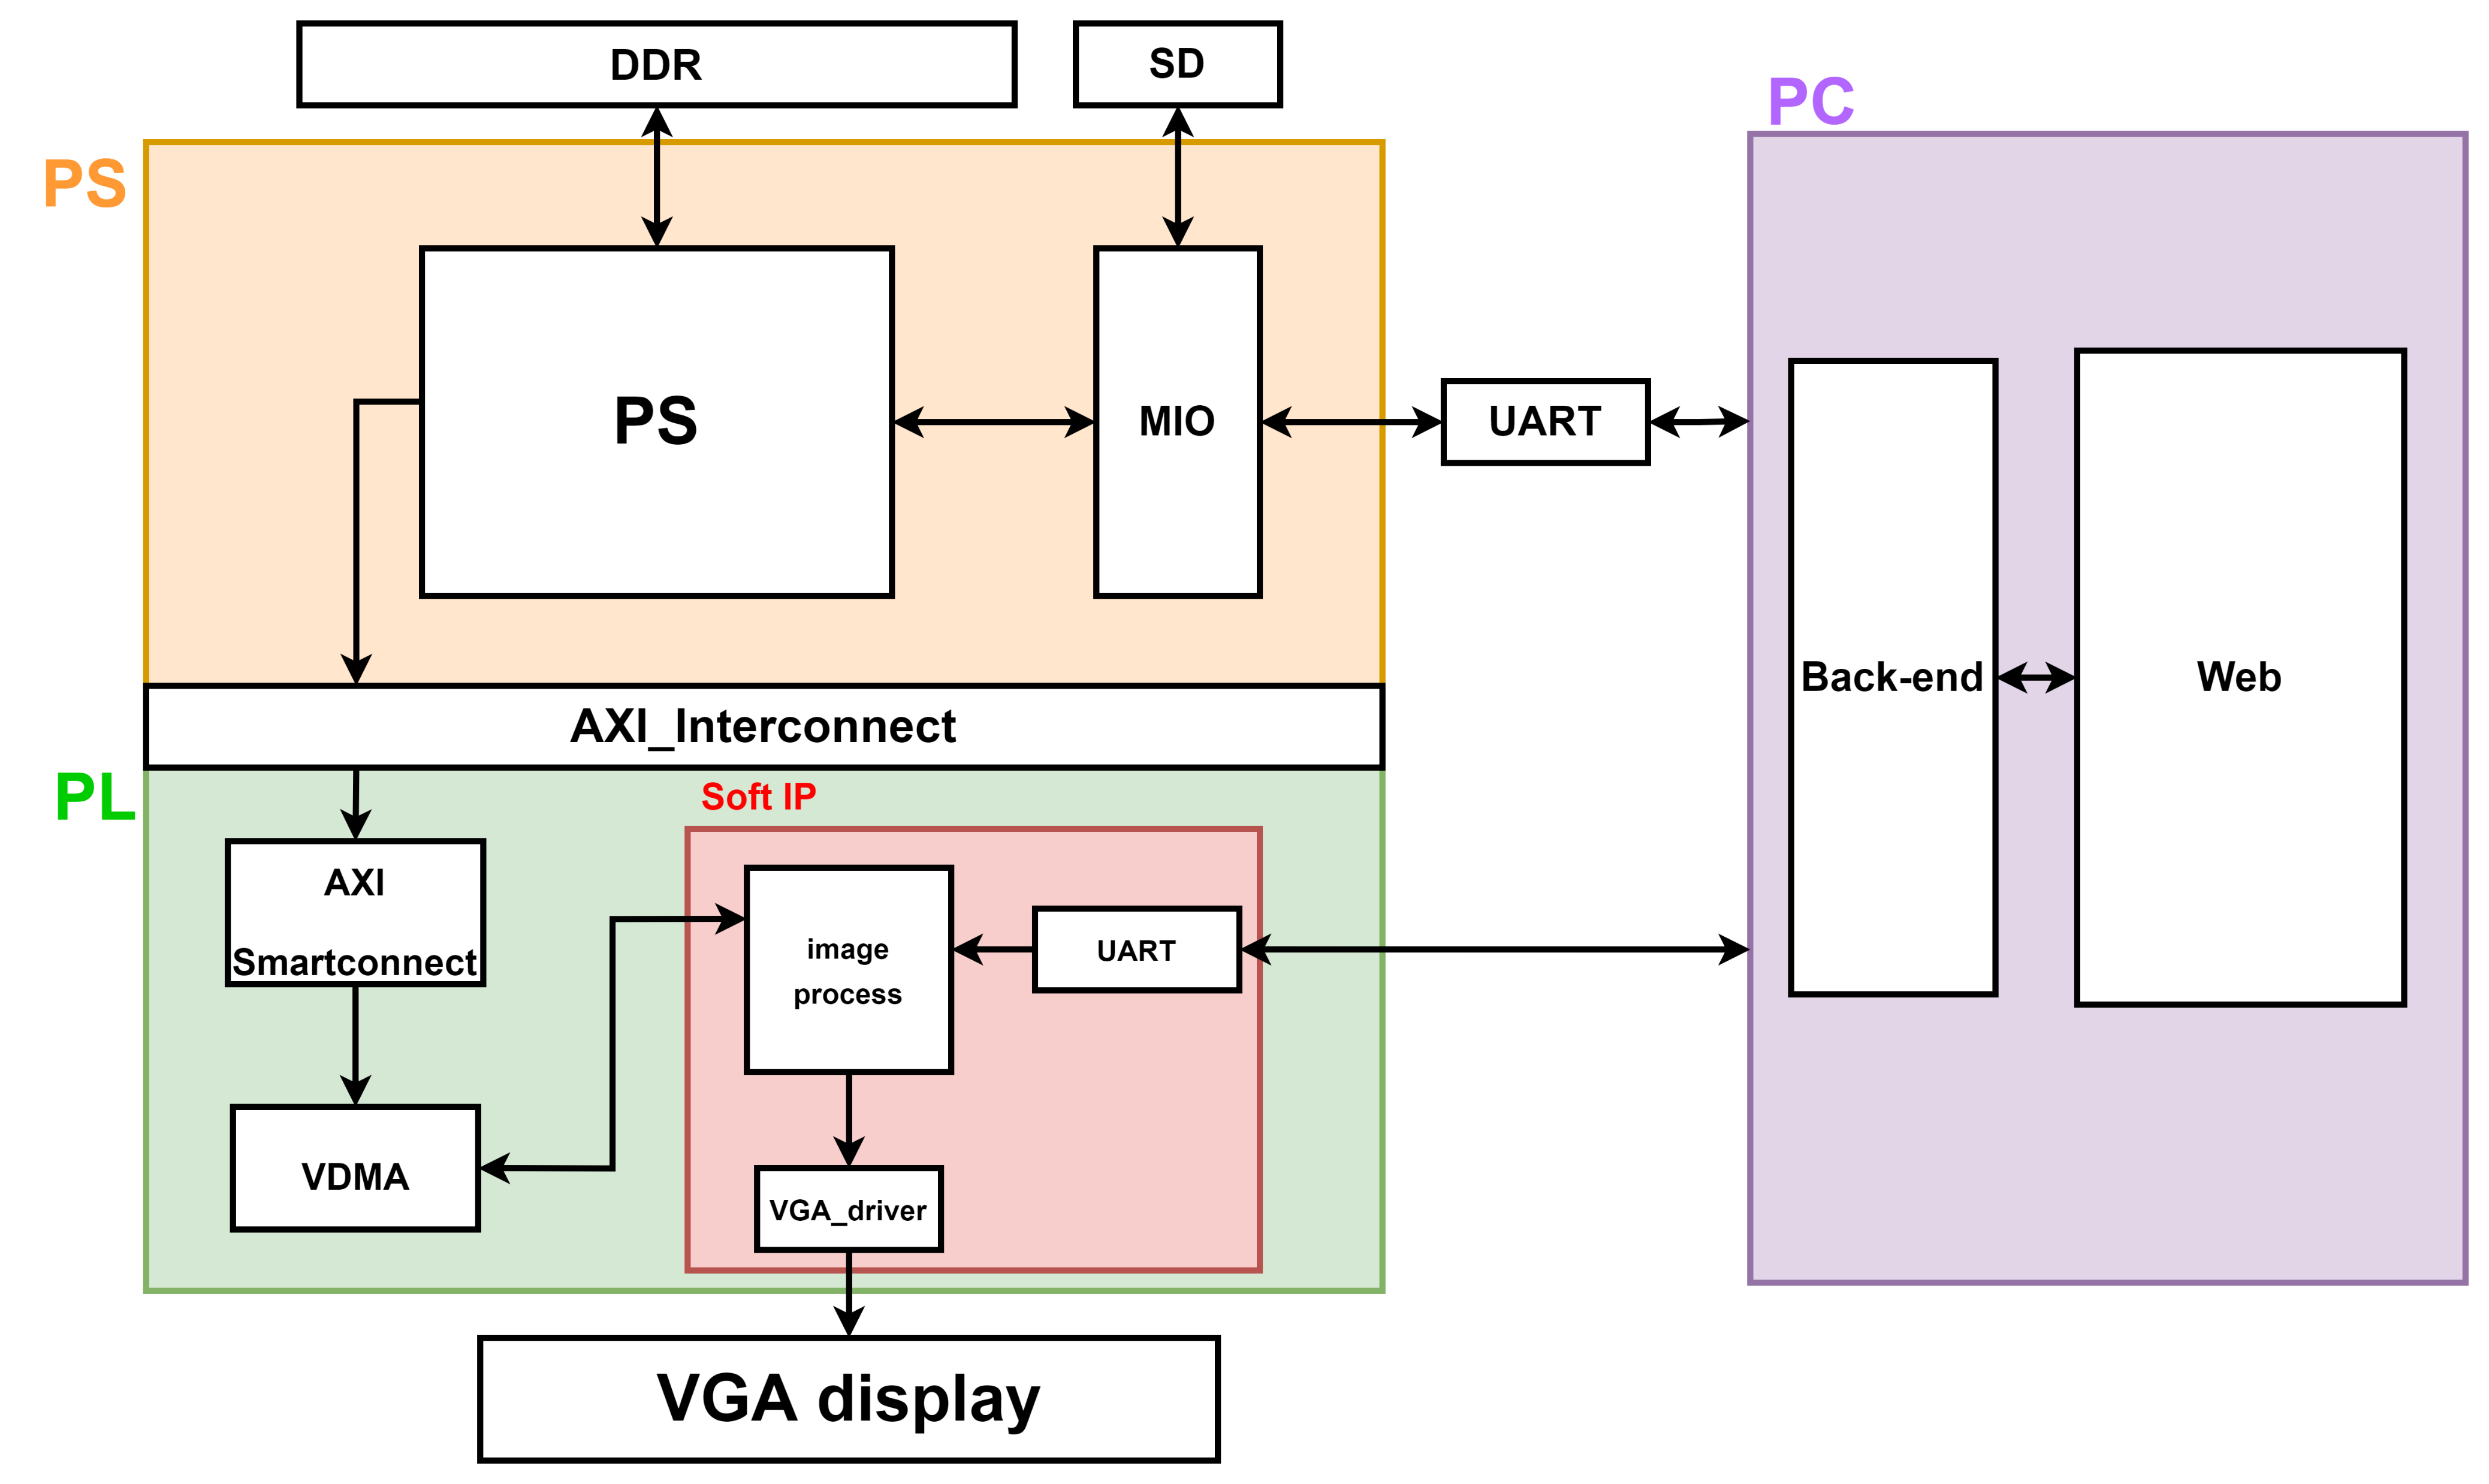 DDR
SD
PC
PS
PS
MIO
UART
Back-end
Web
AXI_Interconnect
PL
Soft IP
AXI
Smartconnect
image
process
UART
VDMA
VGA_driver
VGA display